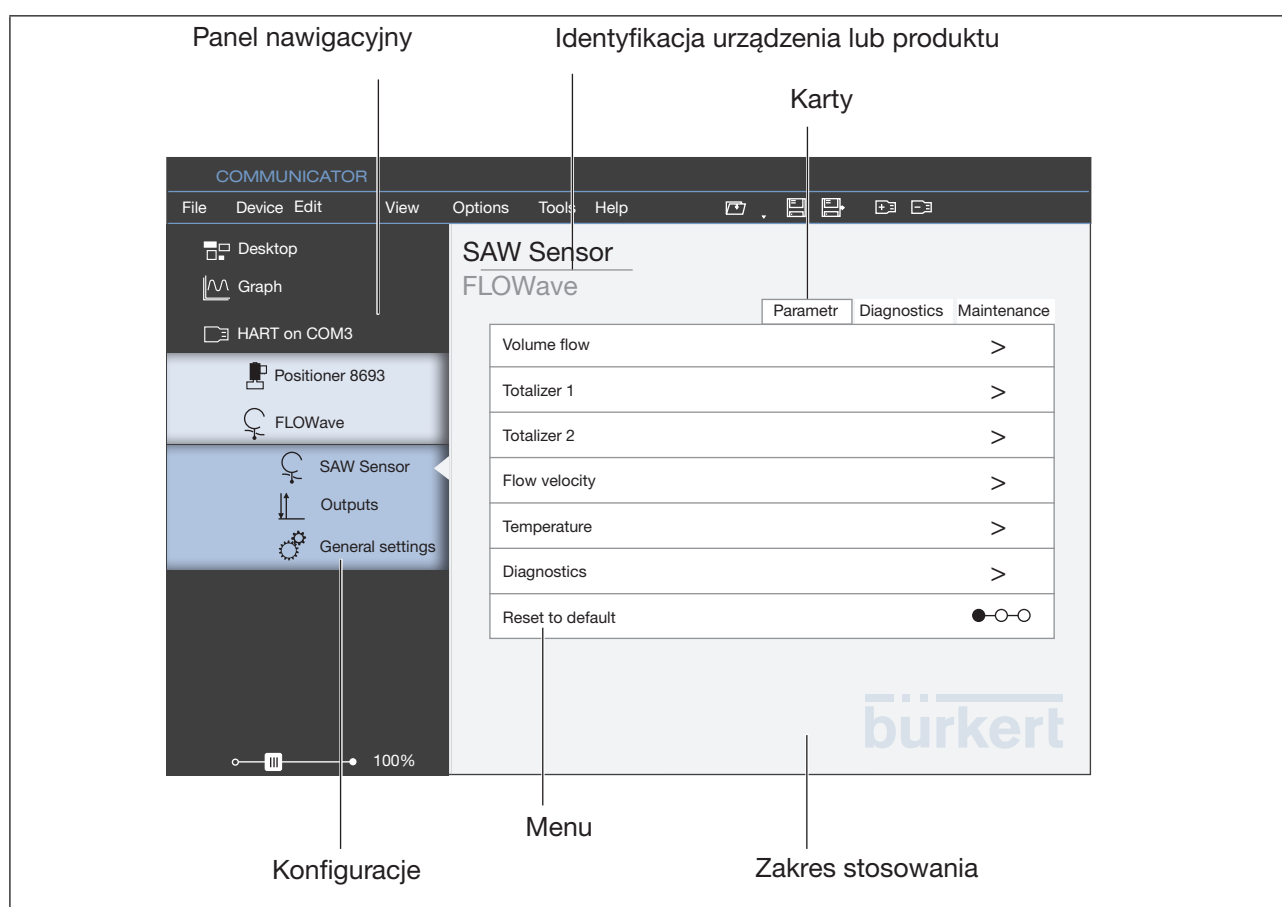 Panel nawigacyjny
Identyfikacja urządzenia lub produktu
Karty
COMMUNICATOR
File Device Edit View Options Tools Help
Desktop
Graph
HART on COM3
Positioner 8693
FLOWave
SAW Sensor
Outputs
General settings
100%
SAW Sensor
FLOWave
Parametr Diagnostics Maintenance
Volume flow >
Totalizer 1 >
Totalizer 2 >
Flow velocity >
Temperature >
Diagnostics >
Reset to default
bürkert
Menu
Konfiguracje
Zakres stosowania